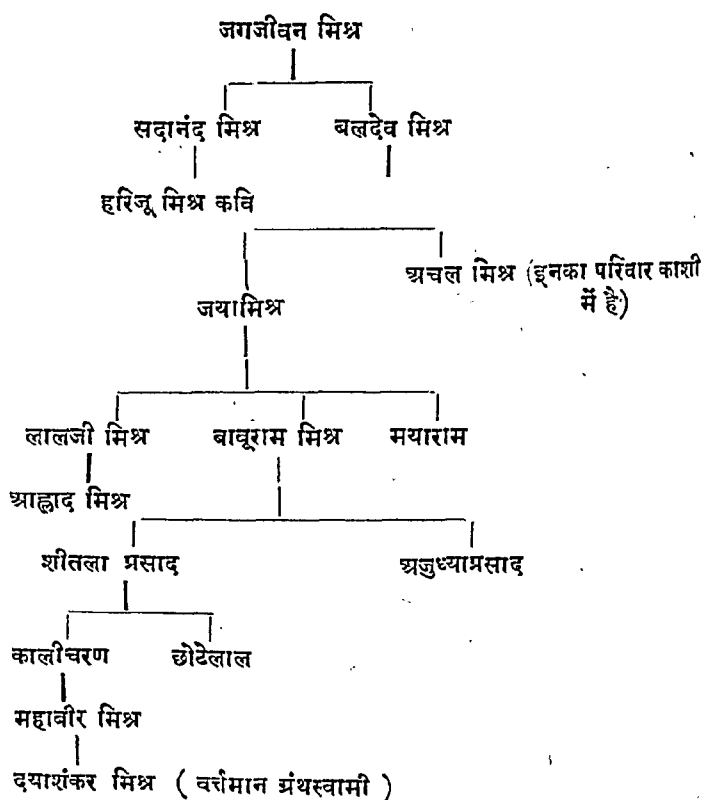 जगजीवन मिश्र
सदानंद मिश्र बलदेव मिश्र
हरिजू मिश्र कवि
अचल मिश्र (इनका परिवार काशी
में है)
जयामिश्र
लालजी मिश्र बाबूराम मिश्र मयाराम
आह्लाद मिश्र
शीतला प्रसाद अजुध्याप्रसाद
कालीचरण छोटेलाल
महावीर मिश्र
दयाशंकर मिश्र ( वर्त्तमान ग्रंथस्वामी )